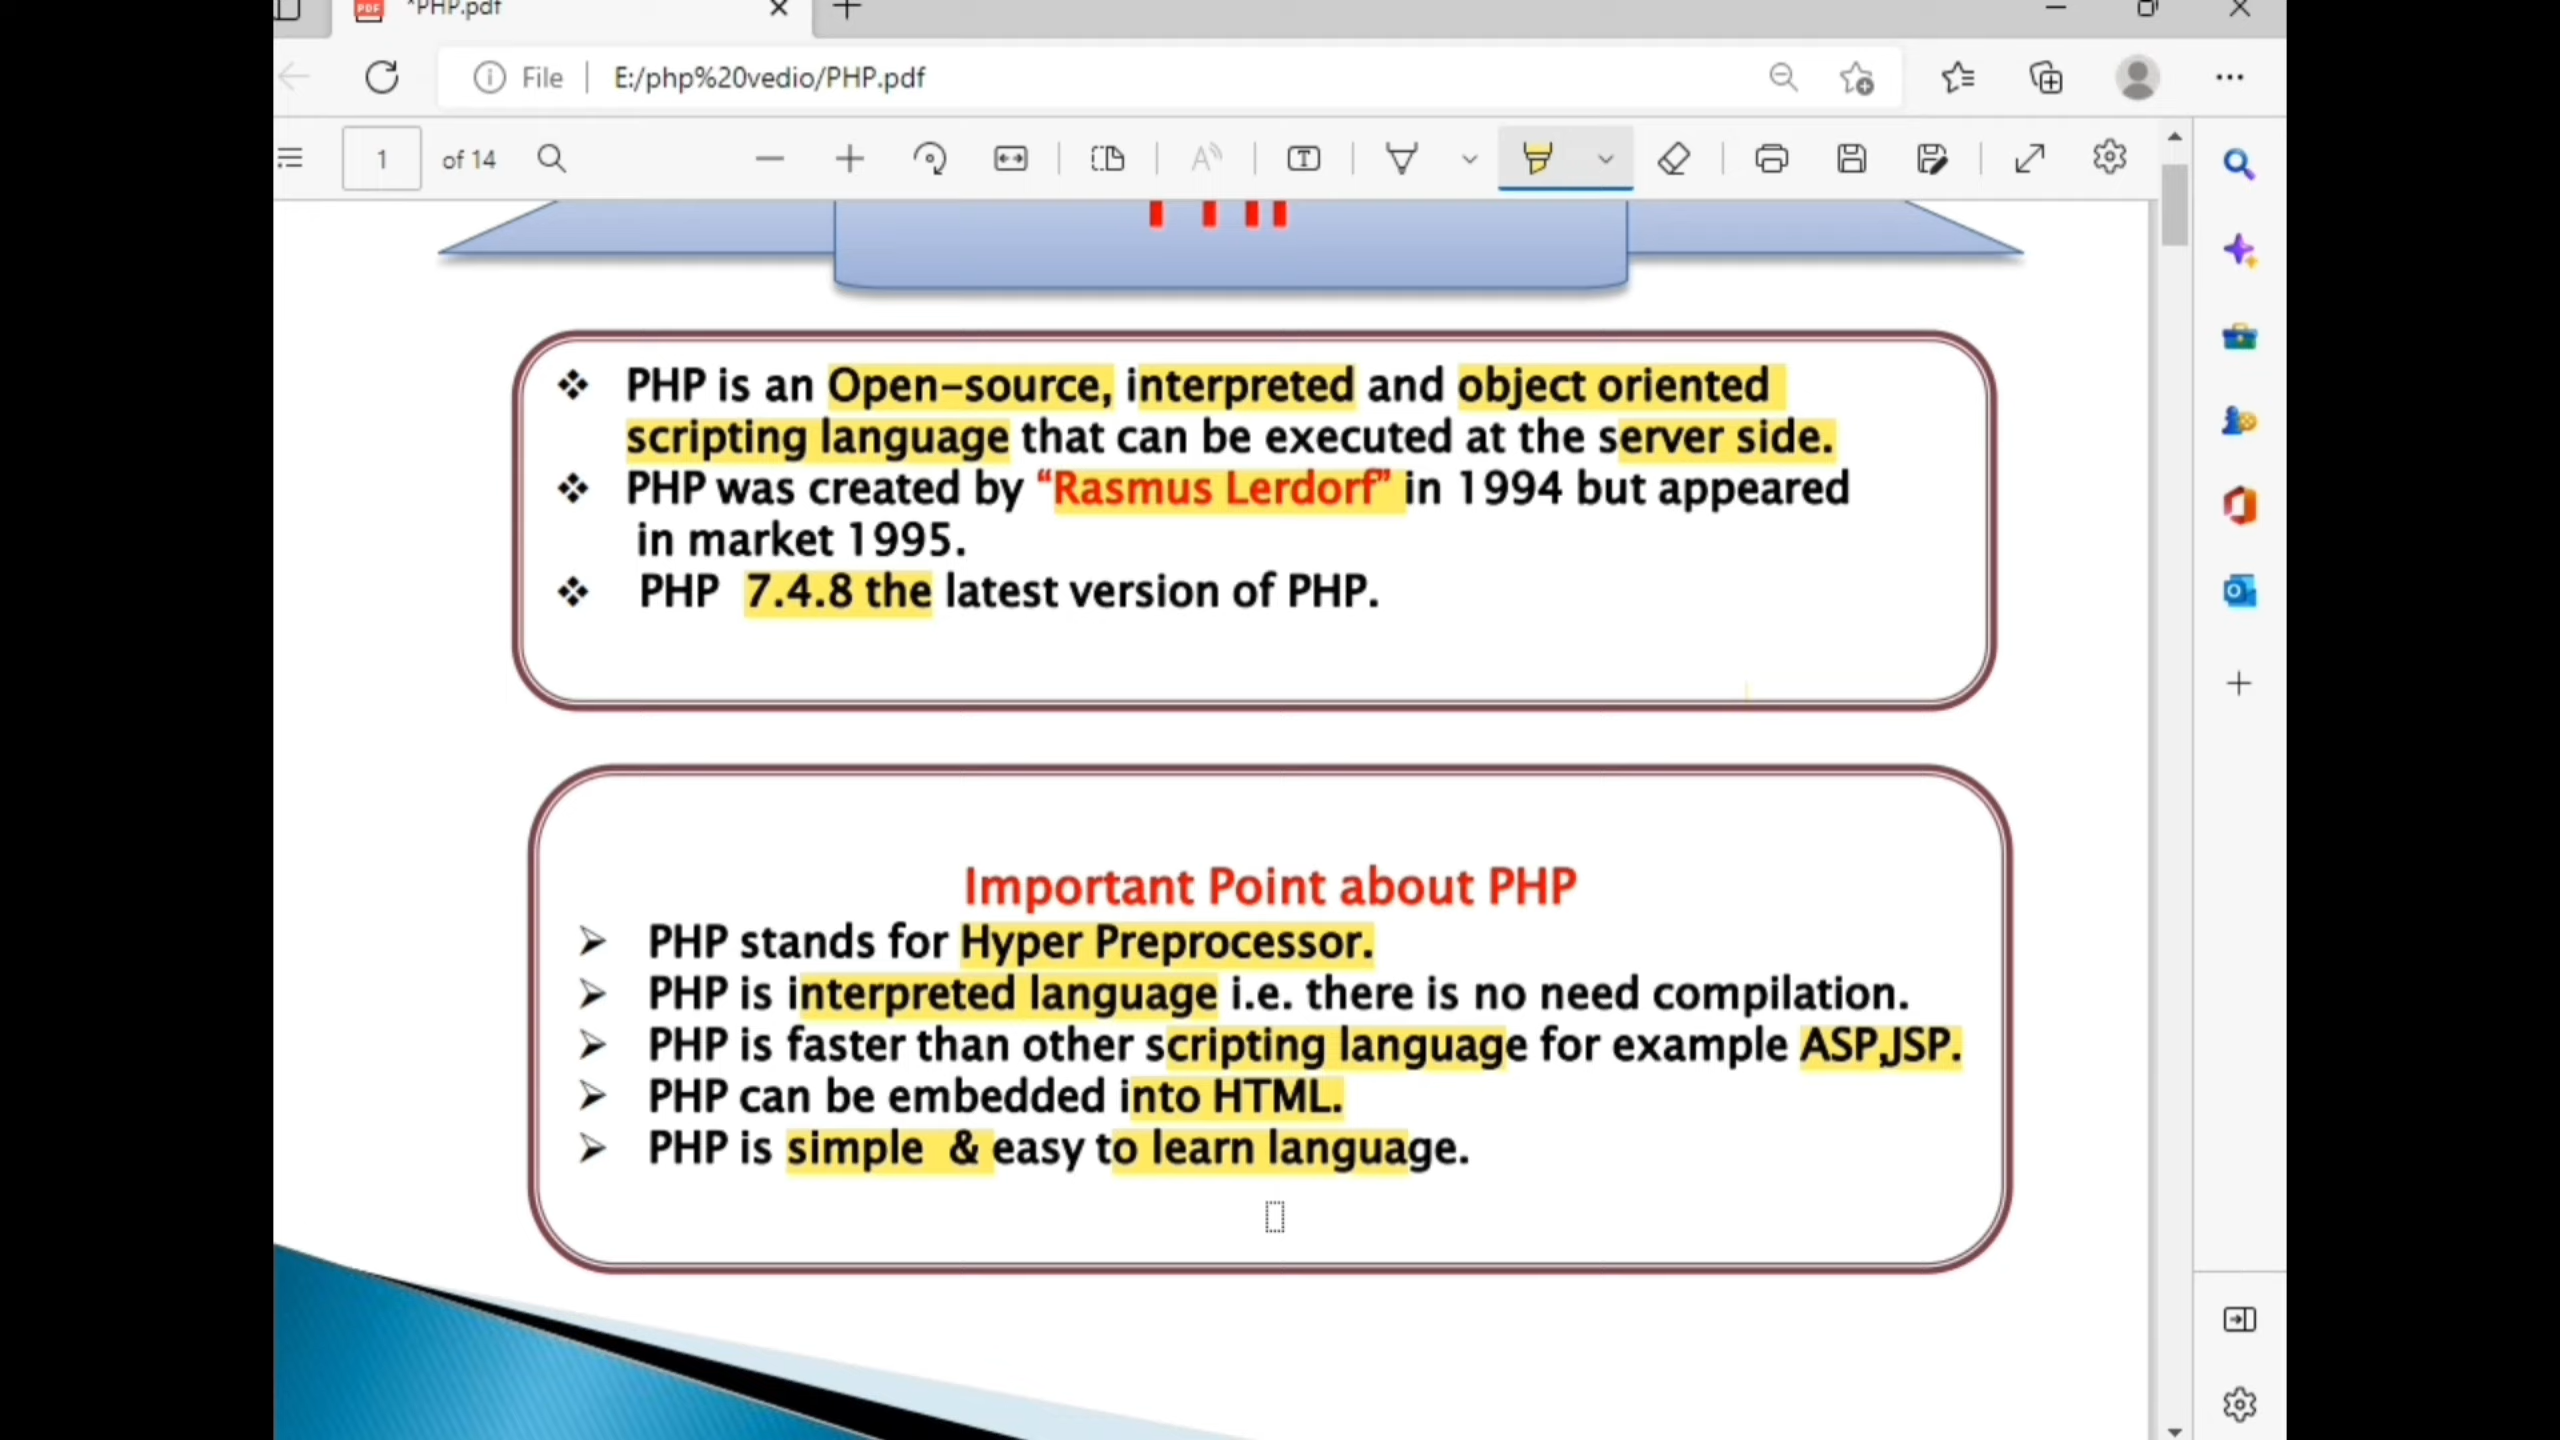 PDF *PHP.pdf
File E:/php%20vedio/PHP.pdf
1 of 14
❖ PHP is an Open-source, interpreted and object oriented
scripting language that can be executed at the server side.
❖ PHP was created by “Rasmus Lerdorf” in 1994 but appeared
in market 1995.
❖ PHP 7.4.8 the latest version of PHP.
Important Point about PHP
➢ PHP stands for Hyper Preprocessor.
➢ PHP is interpreted language i.e. there is no need compilation.
➢ PHP is faster than other scripting language for example ASP,JSP.
➢ PHP can be embedded into HTML.
➢ PHP is simple & easy to learn language.